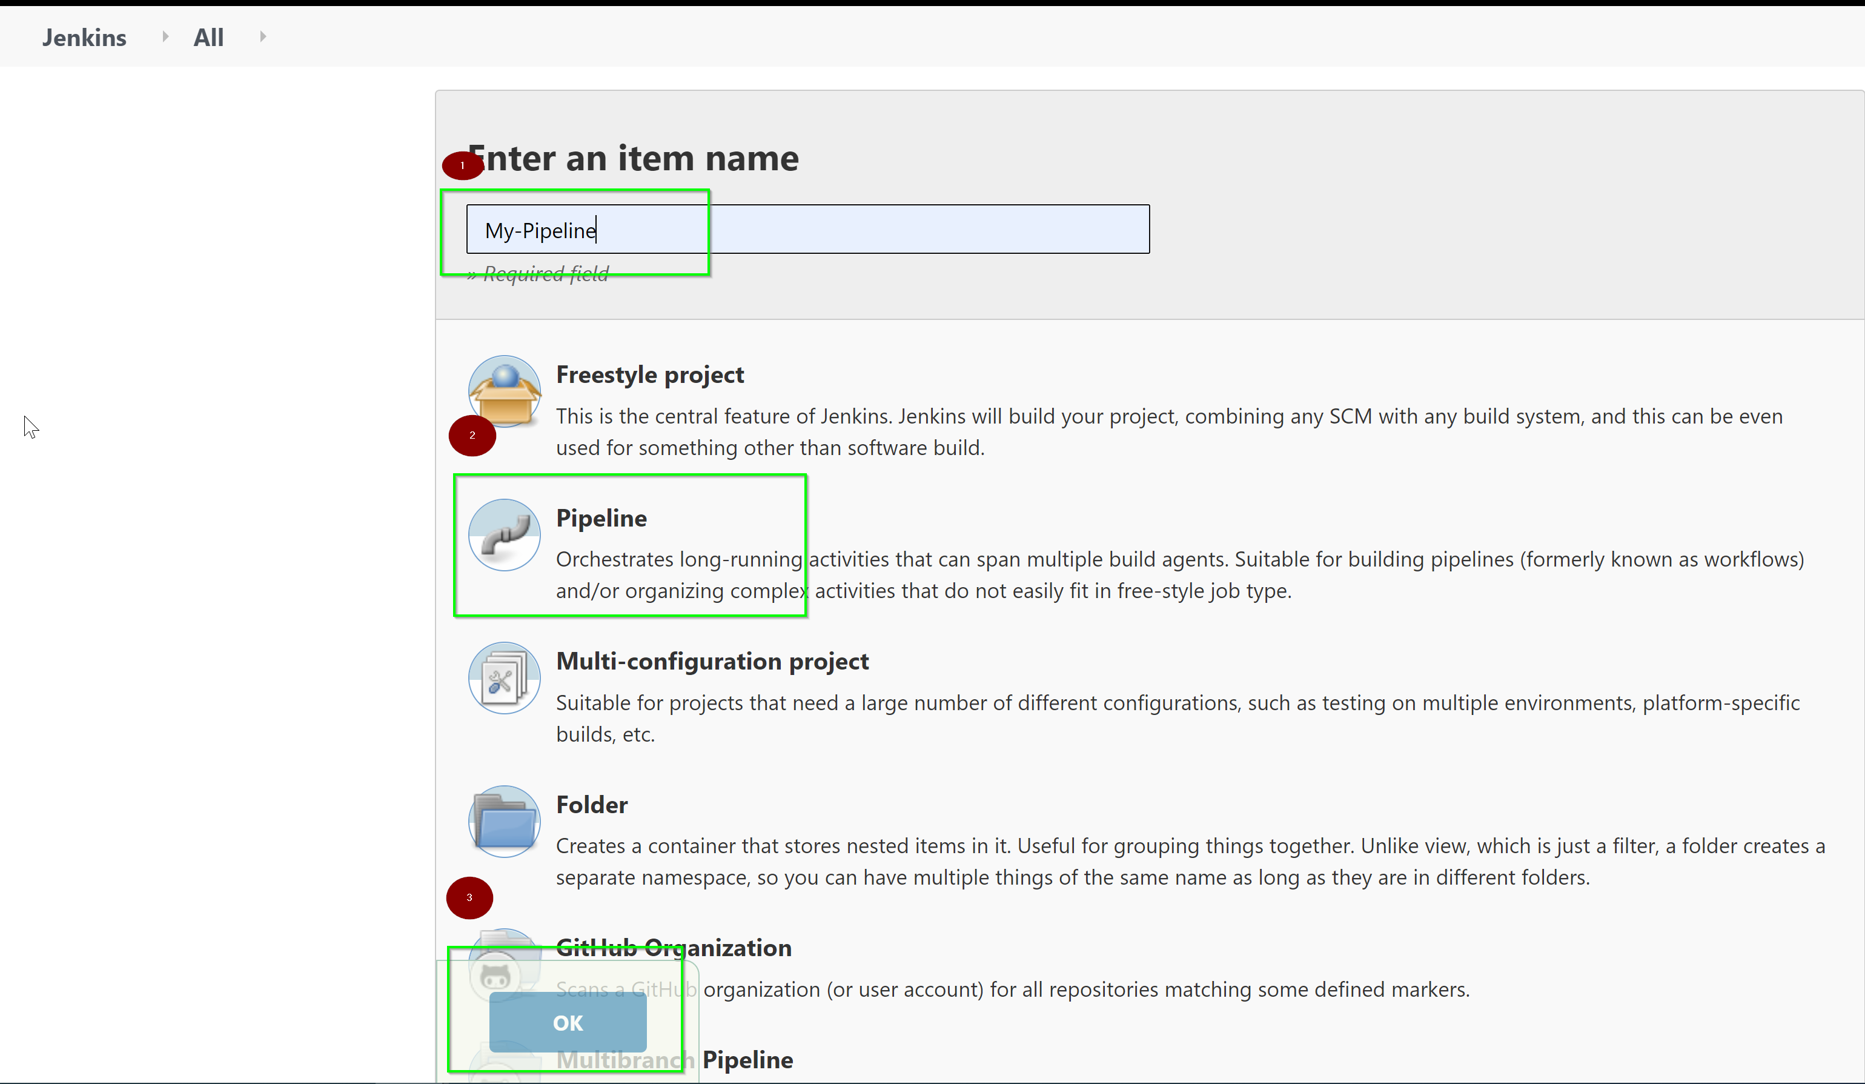 Jenkins All
Enter an item name
1
My-Pipeline
» Required field
Freestyle project
This is the central feature of Jenkins. Jenkins will build your project, combining any SCM with any build system, and this can be even
used for something other than software build.
2
Pipeline
Orchestrates long-running activities that can span multiple build agents. Suitable for building pipelines (formerly known as workflows)
and/or organizing complex activities that do not easily fit in free-style job type.
Multi-configuration project
Suitable for projects that need a large number of different configurations, such as testing on multiple environments, platform-specific
builds, etc.
Folder
Creates a container that stores nested items in it. Useful for grouping things together. Unlike view, which is just a filter, a folder creates a
separate namespace, so you can have multiple things of the same name as long as they are in different folders.
3
GitHub Organization
Scans a GitHub organization (or user account) for all repositories matching some defined markers.
OK
Multibranch Pipeline